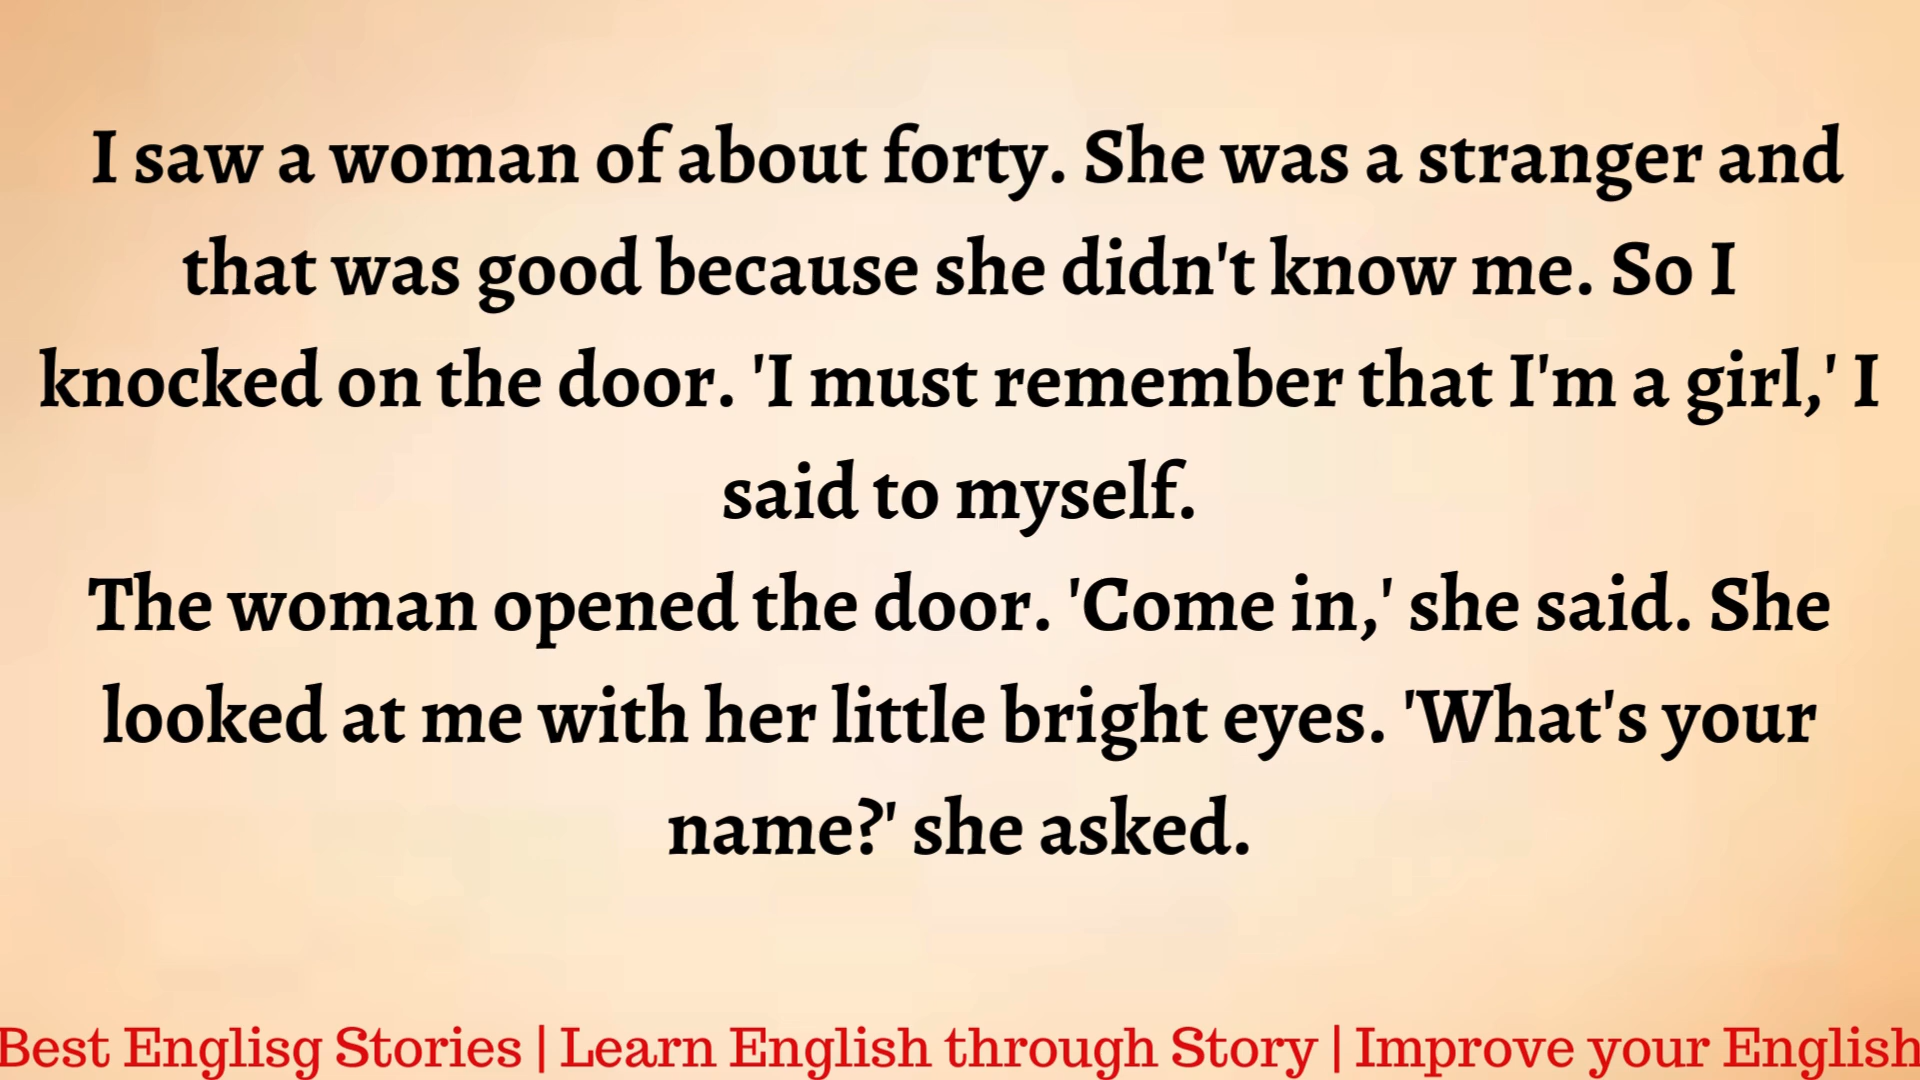 I saw a woman of about forty. She was a stranger and
that was good because she didn't know me. So I
knocked on the door. 'I must remember that I'm a girl,' I
said to myself.
The woman opened the door. 'Come in,' she said. She
looked at me with her little bright eyes. 'What's your
name?' she asked.
Best Englisg Stories | Learn English through Story | Improve your English